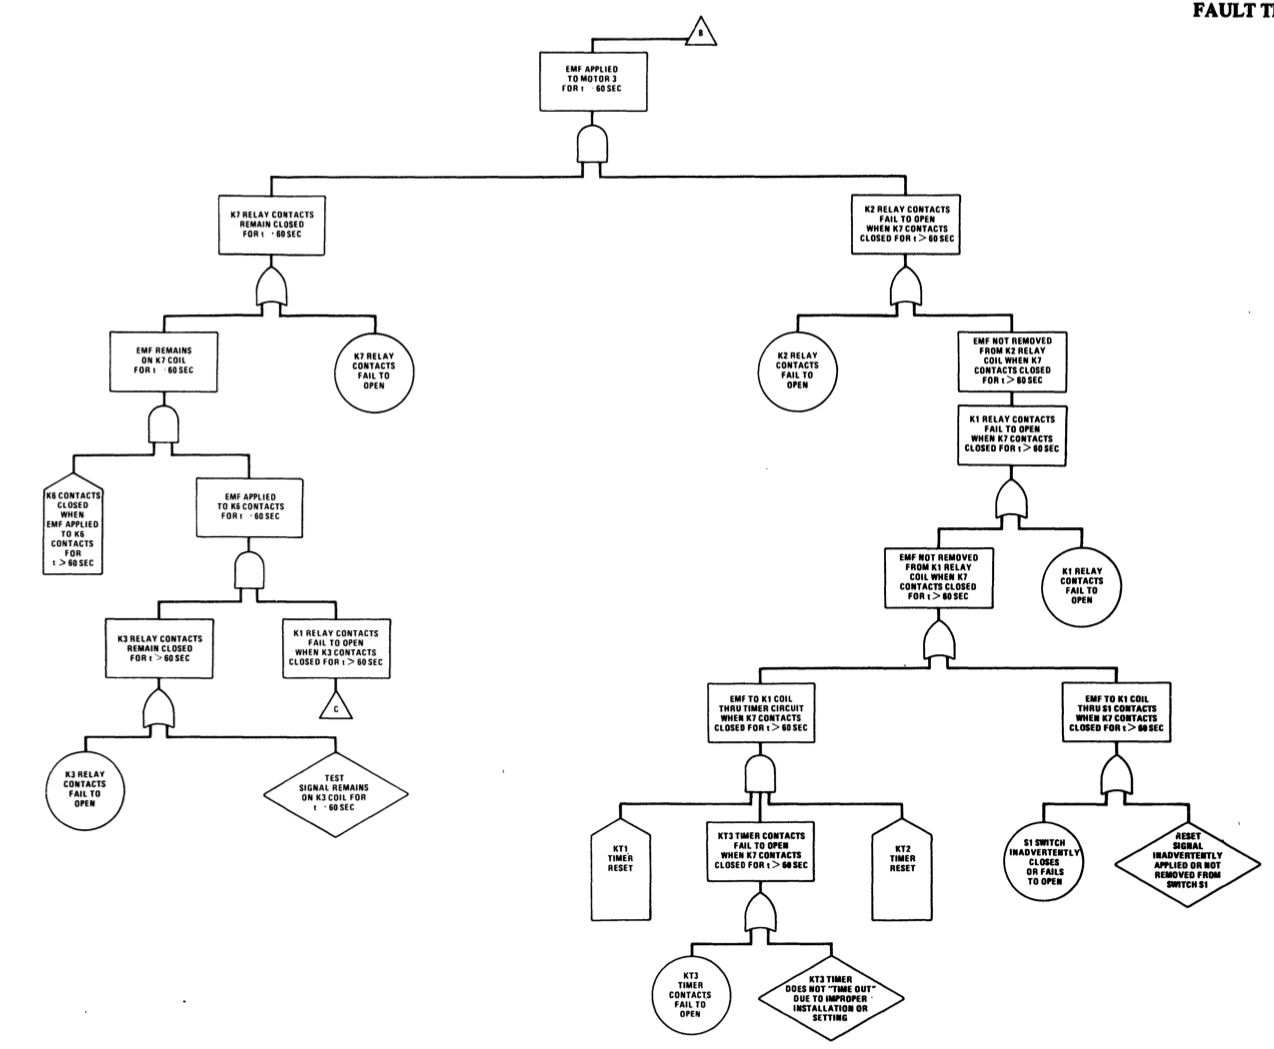 FAULT T
B
EMF APPLIED
TO MOTOR 3
FOR t · 60 SEC
K7 RELAY CONTACTS
REMAIN CLOSED
FOR t · 60 SEC
K2 RELAY CONTACTS
FAIL TO OPEN
WHEN K7 CONTACTS
CLOSED FOR t > 60 SEC
EMF REMAINS
ON K7 COIL
FOR t · 60 SEC
K7 RELAY
CONTACTS
FAIL TO
OPEN
K2 RELAY
CONTACTS
FAIL TO
OPEN
EMF NOT REMOVED
FROM K2 RELAY
COIL WHEN K7
CONTACTS CLOSED
FOR t > 60 SEC
K1 RELAY CONTACTS
FAIL TO OPEN
WHEN K7 CONTACTS
CLOSED FOR t > 60 SEC
K6 CONTACTS
CLOSED
WHEN
EMF APPLIED
TO K6
CONTACTS
FOR
t > 60 SEC
EMF APPLIED
TO K6 CONTACTS
FOR t · 60 SEC
EMF NOT REMOVED
FROM K1 RELAY
COIL WHEN K7
CONTACTS CLOSED
FOR t > 60 SEC
K1 RELAY
CONTACTS
FAIL TO
OPEN
K3 RELAY CONTACTS
REMAIN CLOSED
FOR t > 60 SEC
K1 RELAY CONTACTS
FAIL TO OPEN
WHEN K3 CONTACTS
CLOSED FOR t > 60 SEC
C
EMF TO K1 COIL
THRU TIMER CIRCUIT
WHEN K7 CONTACTS
CLOSED FOR t > 60 SEC
EMF TO K1 COIL
THRU S1 CONTACTS
WHEN K7 CONTACTS
CLOSED FOR t > 60 SEC
K3 RELAY
CONTACTS
FAIL TO
OPEN
TEST
SIGNAL REMAINS
ON K3 COIL FOR
t · 60 SEC
KT1
TIMER
RESET
KT3 TIMER CONTACTS
FAIL TO OPEN
WHEN K7 CONTACTS
CLOSED FOR t > 60 SEC
KT2
TIMER
RESET
S1 SWITCH
INADVERTENTLY
CLOSES
OR FAILS
TO OPEN
RESET
SIGNAL
INADVERTENTLY
APPLIED OR NOT
REMOVED FROM
SWITCH S1
KT3
TIMER
CONTACTS
FAIL TO
OPEN
KT3 TIMER
DOES NOT "TIME OUT"
DUE TO IMPROPER
INSTALLATION OR
SETTING